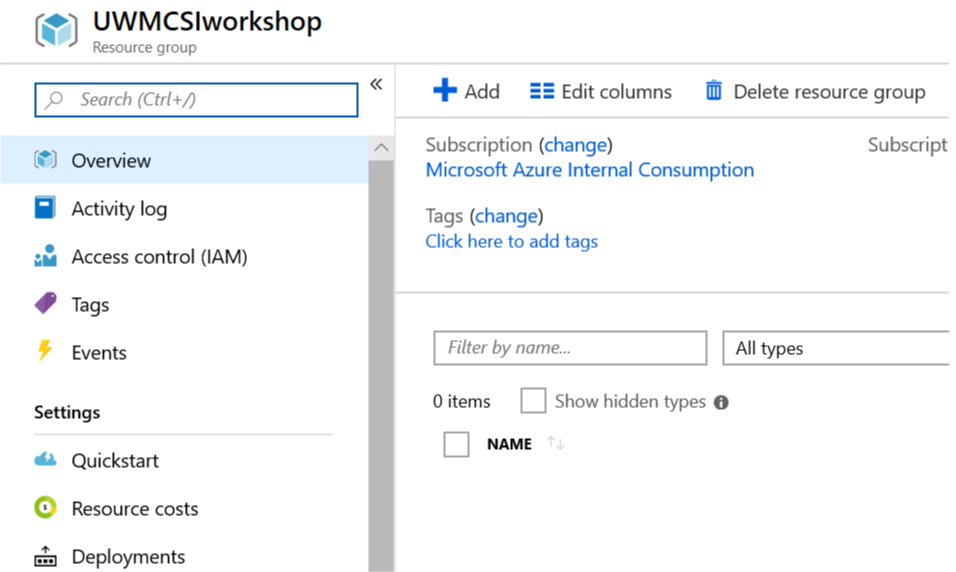 UWMCSIworkshop
Resource group
Search (Ctrl+/)
«
Overview
Activity log
Access control (IAM)
Tags
Events
Settings
Quickstart
Resource costs
Deployments
Add Edit columns Delete resource group
Subscription (change) Subscript
Microsoft Azure Internal Consumption
Tags (change)
Click here to add tags
Filter by name... All types
0 items Show hidden types
NAME